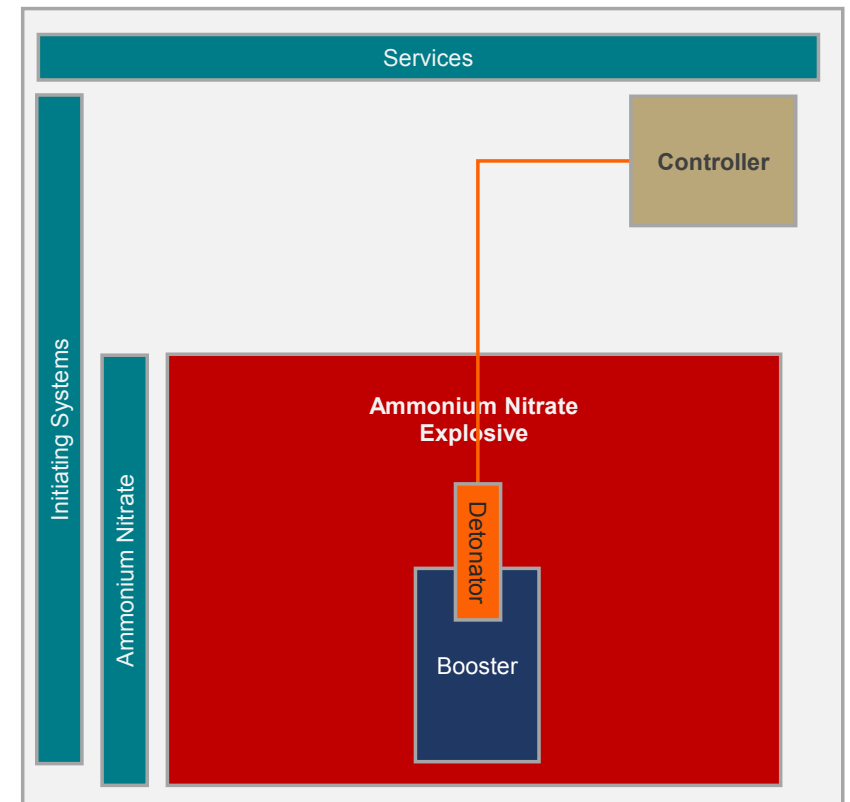 Services
Controller
Initiating Systems
Ammonium Nitrate
Ammonium Nitrate
Explosive
Detonator
Booster